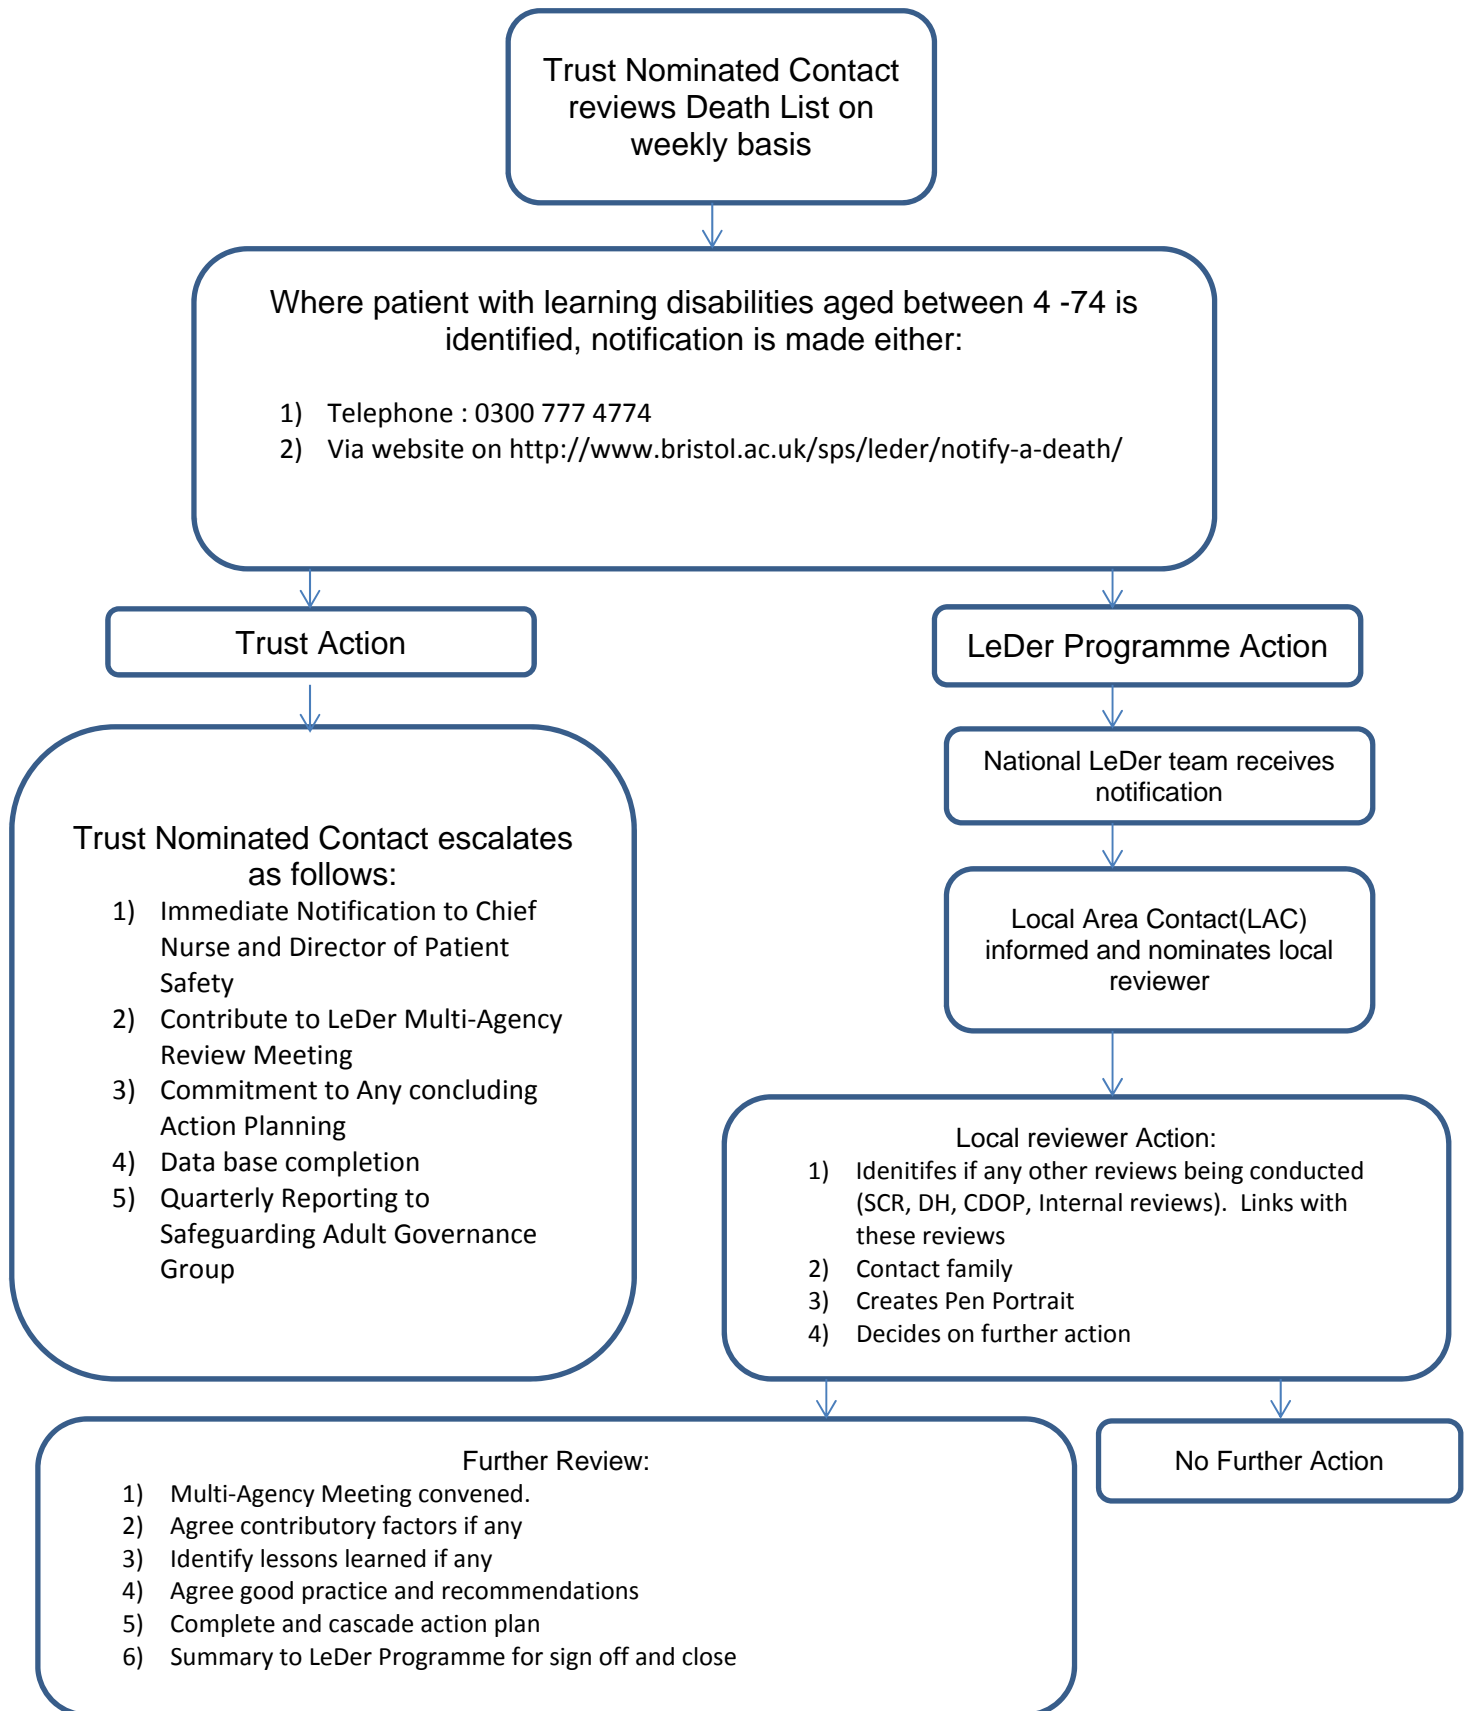 Trust Nominated Contact
reviews Death List on
weekly basis
Where patient with learning disabilities aged between 4 -74 is
identified, notification is made either:
1) Telephone : 0300 777 4774
2) Via website on http://www.bristol.ac.uk/sps/leder/notify-a-death/
Trust Action
Trust Nominated Contact escalates
as follows:
1) Immediate Notification to Chief
Nurse and Director of Patient
Safety
2) Contribute to LeDer Multi-Agency
Review Meeting
3) Commitment to Any concluding
Action Planning
4) Data base completion
5) Quarterly Reporting to
Safeguarding Adult Governance
Group
LeDer Programme Action
National LeDer team receives
notification
Local Area Contact(LAC)
informed and nominates local
reviewer
Local reviewer Action:
1) Idenitifes if any other reviews being conducted
(SCR, DH, CDOP, Internal reviews). Links with
these reviews
2) Contact family
3) Creates Pen Portrait
4) Decides on further action
Further Review:
1) Multi-Agency Meeting convened.
2) Agree contributory factors if any
3) Identify lessons learned if any
4) Agree good practice and recommendations
5) Complete and cascade action plan
6) Summary to LeDer Programme for sign off and close
No Further Action